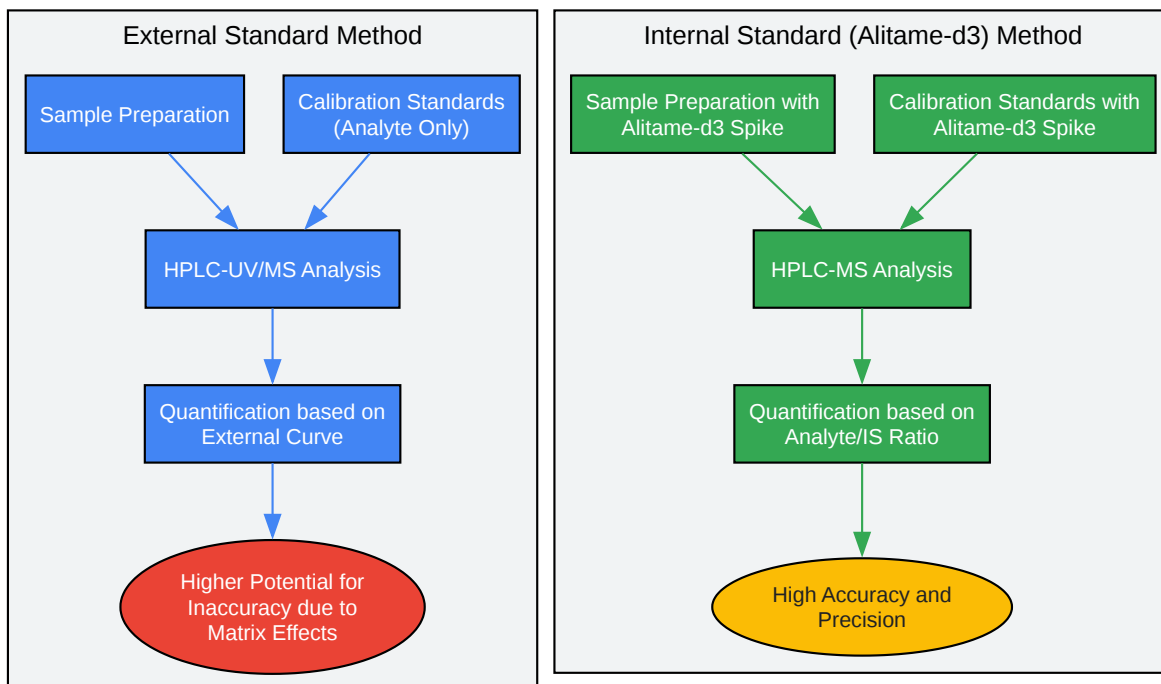 External Standard Method
Sample Preparation
Calibration Standards
(Analyte Only)
HPLC-UV/MS Analysis
Quantification based on
External Curve
Higher Potential for
Inaccuracy due to
Matrix Effects
Internal Standard (Alitame-d3) Method
Sample Preparation with
Alitame-d3 Spike
Calibration Standards with
Alitame-d3 Spike
HPLC-MS Analysis
Quantification based on
Analyte/IS Ratio
High Accuracy and
Precision